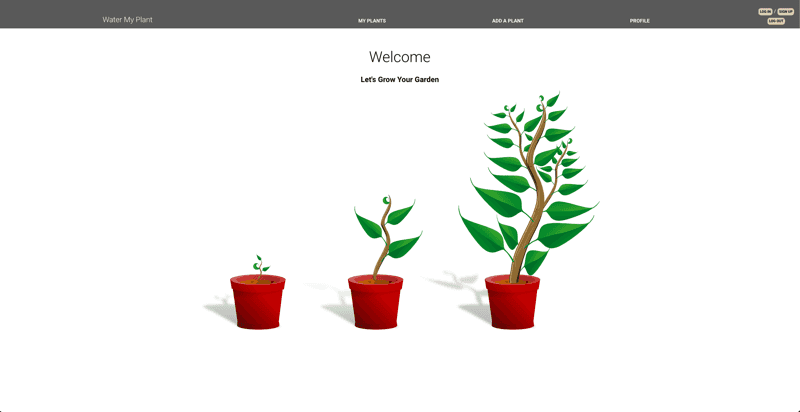 Water My Plant
MY PLANTS
ADD A PLANT
PROFILE
LOG IN / SIGN UP
LOG OUT
Welcome
Let's Grow Your Garden